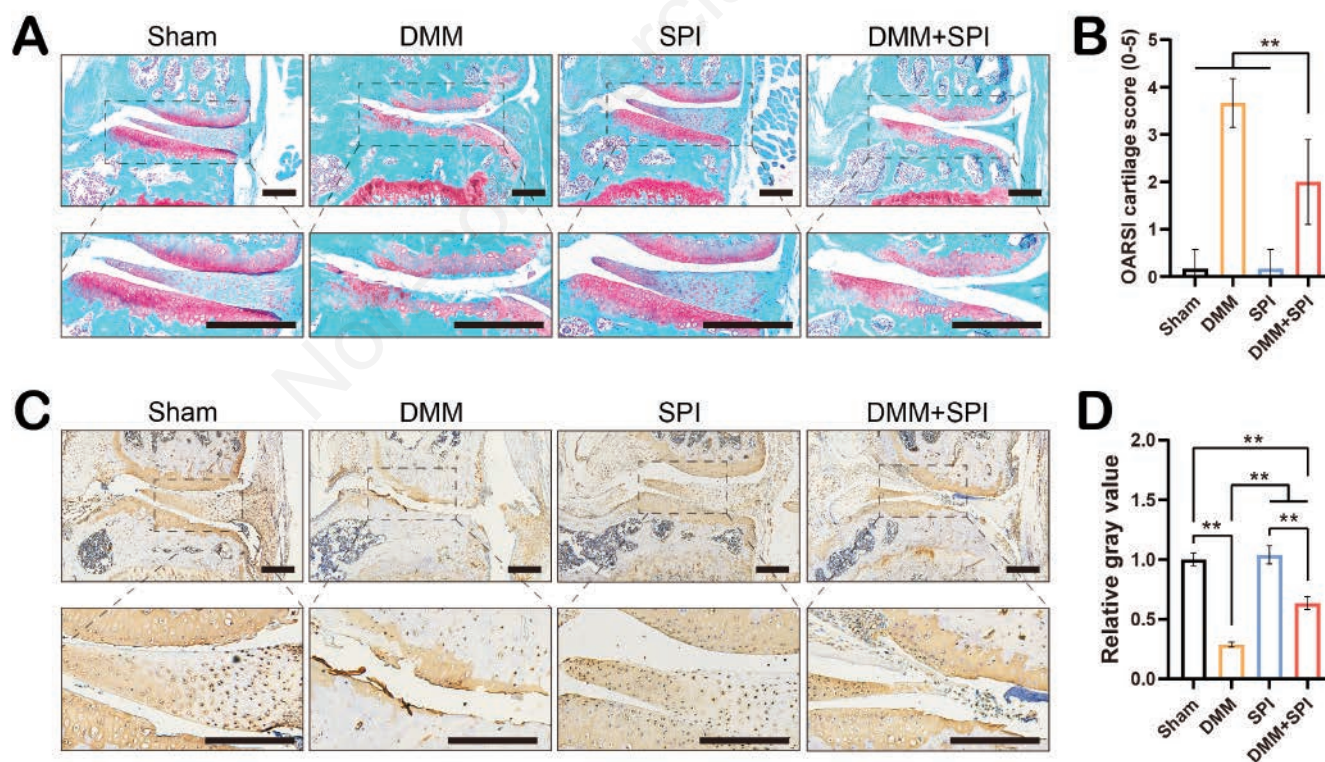 A
Sham
DMM
SPI
DMM+SPI
B
OARSI cartilage score (0-5)
5
4
3
2
1
0
**
Sham
DMM
SPI
DMM+SPI
C
Sham
DMM
SPI
DMM+SPI
D
Relative gray value
2.0
1.5
1.0
0.5
0.0
**
**
**
**
Sham
DMM
SPI
DMM+SPI